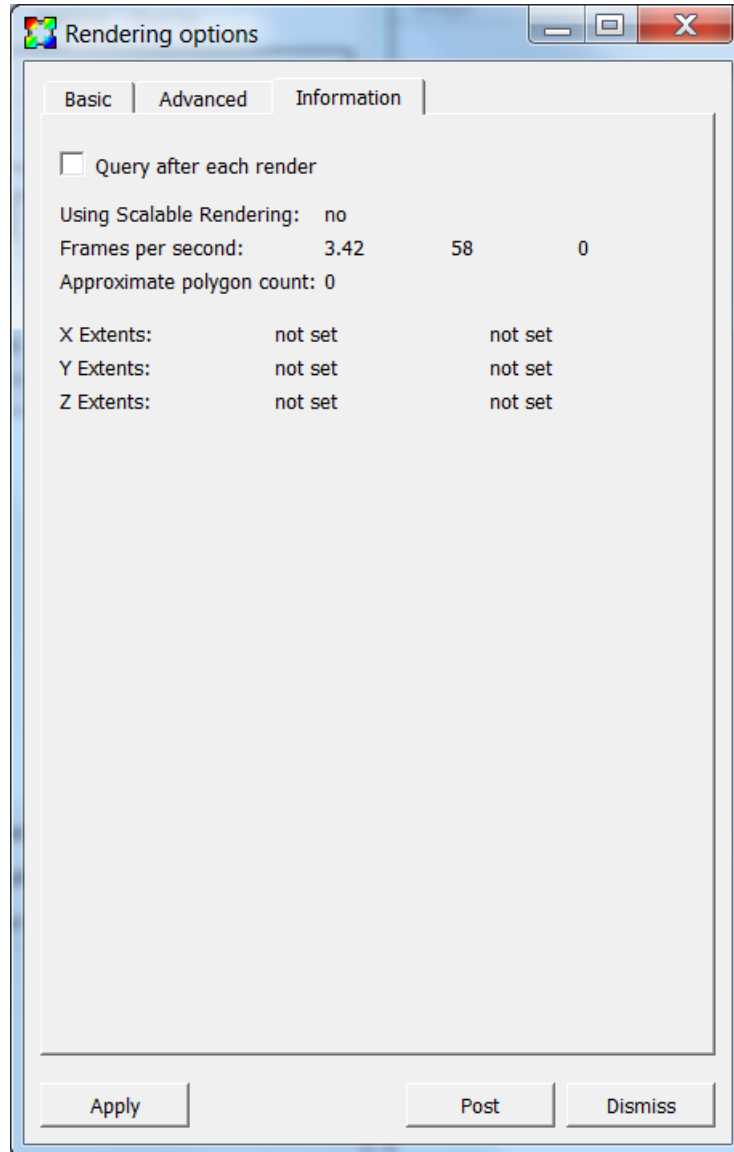 Rendering options
Basic Advanced Information
Query after each render
Using Scalable Rendering: no
Frames per second: 3.42 58 0
Approximate polygon count: 0
X Extents: not set not set
Y Extents: not set not set
Z Extents: not set not set
Apply Post Dismiss